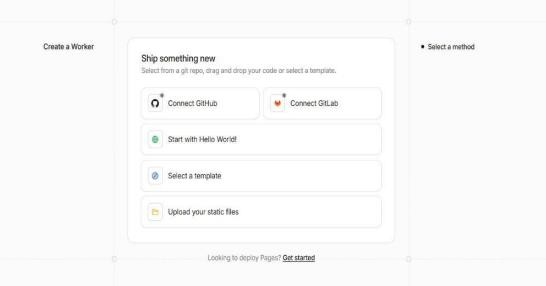 Create a Worker
Ship something new
Select from a git repo, drag and drop your code or select a template.
Connect GitHub
Connect GitLab
Start with Hello World!
Select a template
Upload your static files
Looking to deploy Pages? Get started
Select a method